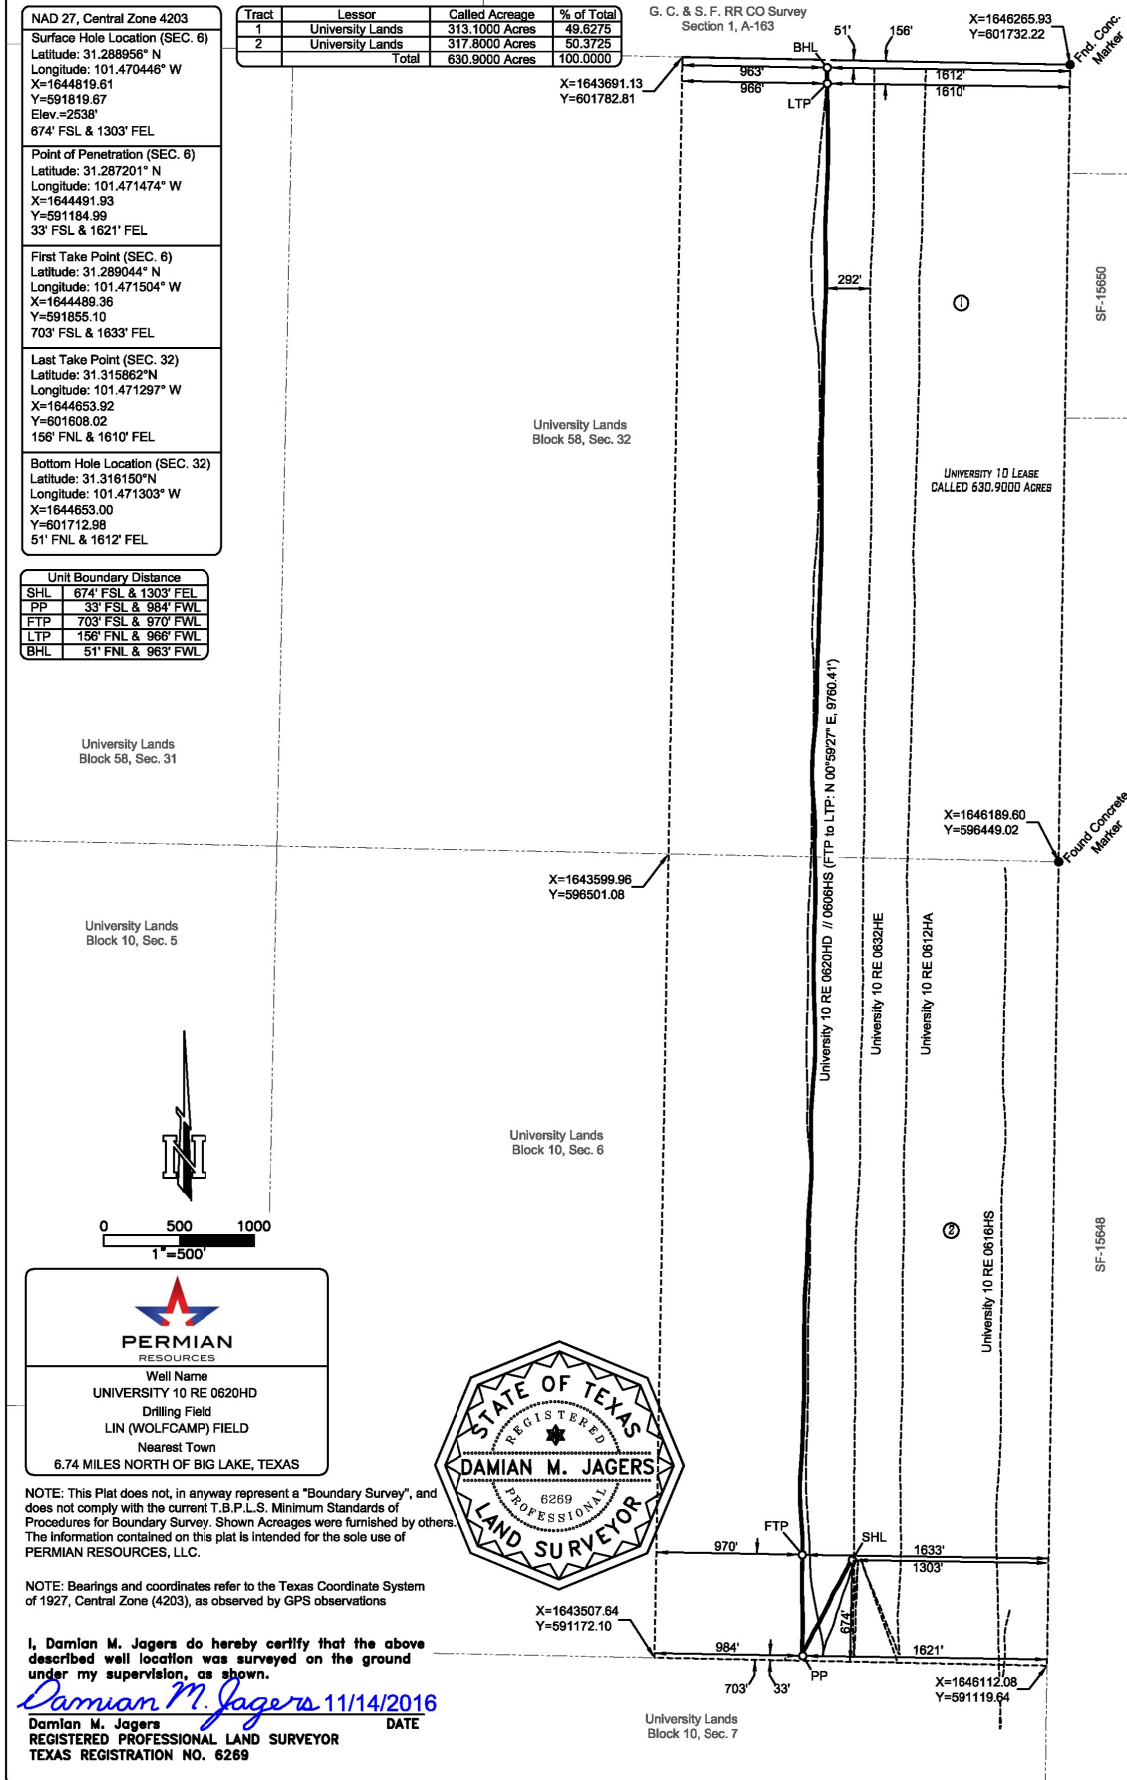 NAD 27, Central Zone 4203
Surface Hole Location (SEC. 6)
Latitude: 31.288956° N
Longitude: 101.470446° W
X=1644819.61
Y=591819.67
Elev.=2538'
674' FSL & 1303' FEL
Point of Penetration (SEC. 6)
Latitude: 31.287201° N
Longitude: 101.471474° W
X=1644491.93
Y=591184.99
33' FSL & 1621' FEL
First Take Point (SEC. 6)
Latitude: 31.289044° N
Longitude: 101.471504° W
X=1644489.36
Y=591855.10
703' FSL & 1633' FEL
Last Take Point (SEC. 32)
Latitude: 31.315862°N
Longitude: 101.471297° W
X=1644653.92
Y=601608.02
156' FNL & 1610' FEL
Bottom Hole Location (SEC. 32)
Latitude: 31.316150°N
Longitude: 101.471303° W
X=1644653.00
Y=601712.98
51' FNL & 1612' FEL
Unit Boundary Distance
SHL 674' FSL & 1303' FEL
PP 33' FSL & 984' FWL
FTP 703' FSL & 970' FWL
LTP 156' FNL & 966' FWL
BHL 51' FNL & 963' FWL
Tract Lessor Called Acreage % of Total
1 University Lands 313.1000 Acres 49.6275
2 University Lands 317.8000 Acres 50.3725
Total 630.9000 Acres 100.0000
G. C. & S. F. RR CO Survey
Section 1, A-163
X=1646265.93
Y=601732.22
Fnd. Conc.
Marker
BHL
51'
156'
X=1643691.13
Y=601782.81
963'
1612'
966'
1610'
LTP
292'
1
SF-15650
University Lands
Block 58, Sec. 32
UNIVERSITY 10 LEASE
CALLED 630.9000 ACRES
University Lands
Block 58, Sec. 31
University 10 RE 0620HD // 0606HS (FTP to LTP: N 00°59'27" E, 9760.41')
X=1646189.60
Y=596449.02
Found Concrete
Marker
X=1643599.96
Y=596501.08
University Lands
Block 10, Sec. 5
University 10 RE 0632HE
University 10 RE 0612HA
University Lands
Block 10, Sec. 6
N
0 500 1000
1"=500'
2
University 10 RE 0616HS
SF-15648
PERMIAN
RESOURCES
Well Name
UNIVERSITY 10 RE 0620HD
Drilling Field
LIN (WOLFCAMP) FIELD
Nearest Town
6.74 MILES NORTH OF BIG LAKE, TEXAS
STATE OF TEXAS
REGISTERED
DAMIAN M. JAGERS
6269
PROFESSIONAL
LAND SURVEYOR
NOTE: This Plat does not, in anyway represent a "Boundary Survey", and
does not comply with the current T.B.P.L.S. Minimum Standards of
Procedures for Boundary Survey. Shown Acreages were furnished by others.
The information contained on this plat is intended for the sole use of
PERMIAN RESOURCES, LLC.
NOTE: Bearings and coordinates refer to the Texas Coordinate System
of 1927, Central Zone (4203), as observed by GPS observations
FTP
SHL
970'
1633'
1303'
674'
X=1643507.64
Y=591172.10
984'
1621'
PP
703'
33'
X=1646112.08
Y=591119.64
University Lands
Block 10, Sec. 7
I, Damian M. Jagers do hereby certify that the above
described well location was surveyed on the ground
under my supervision, as shown.
Damian M. Jagers 11/14/2016
Damian M. Jagers DATE
REGISTERED PROFESSIONAL LAND SURVEYOR
TEXAS REGISTRATION NO. 6269